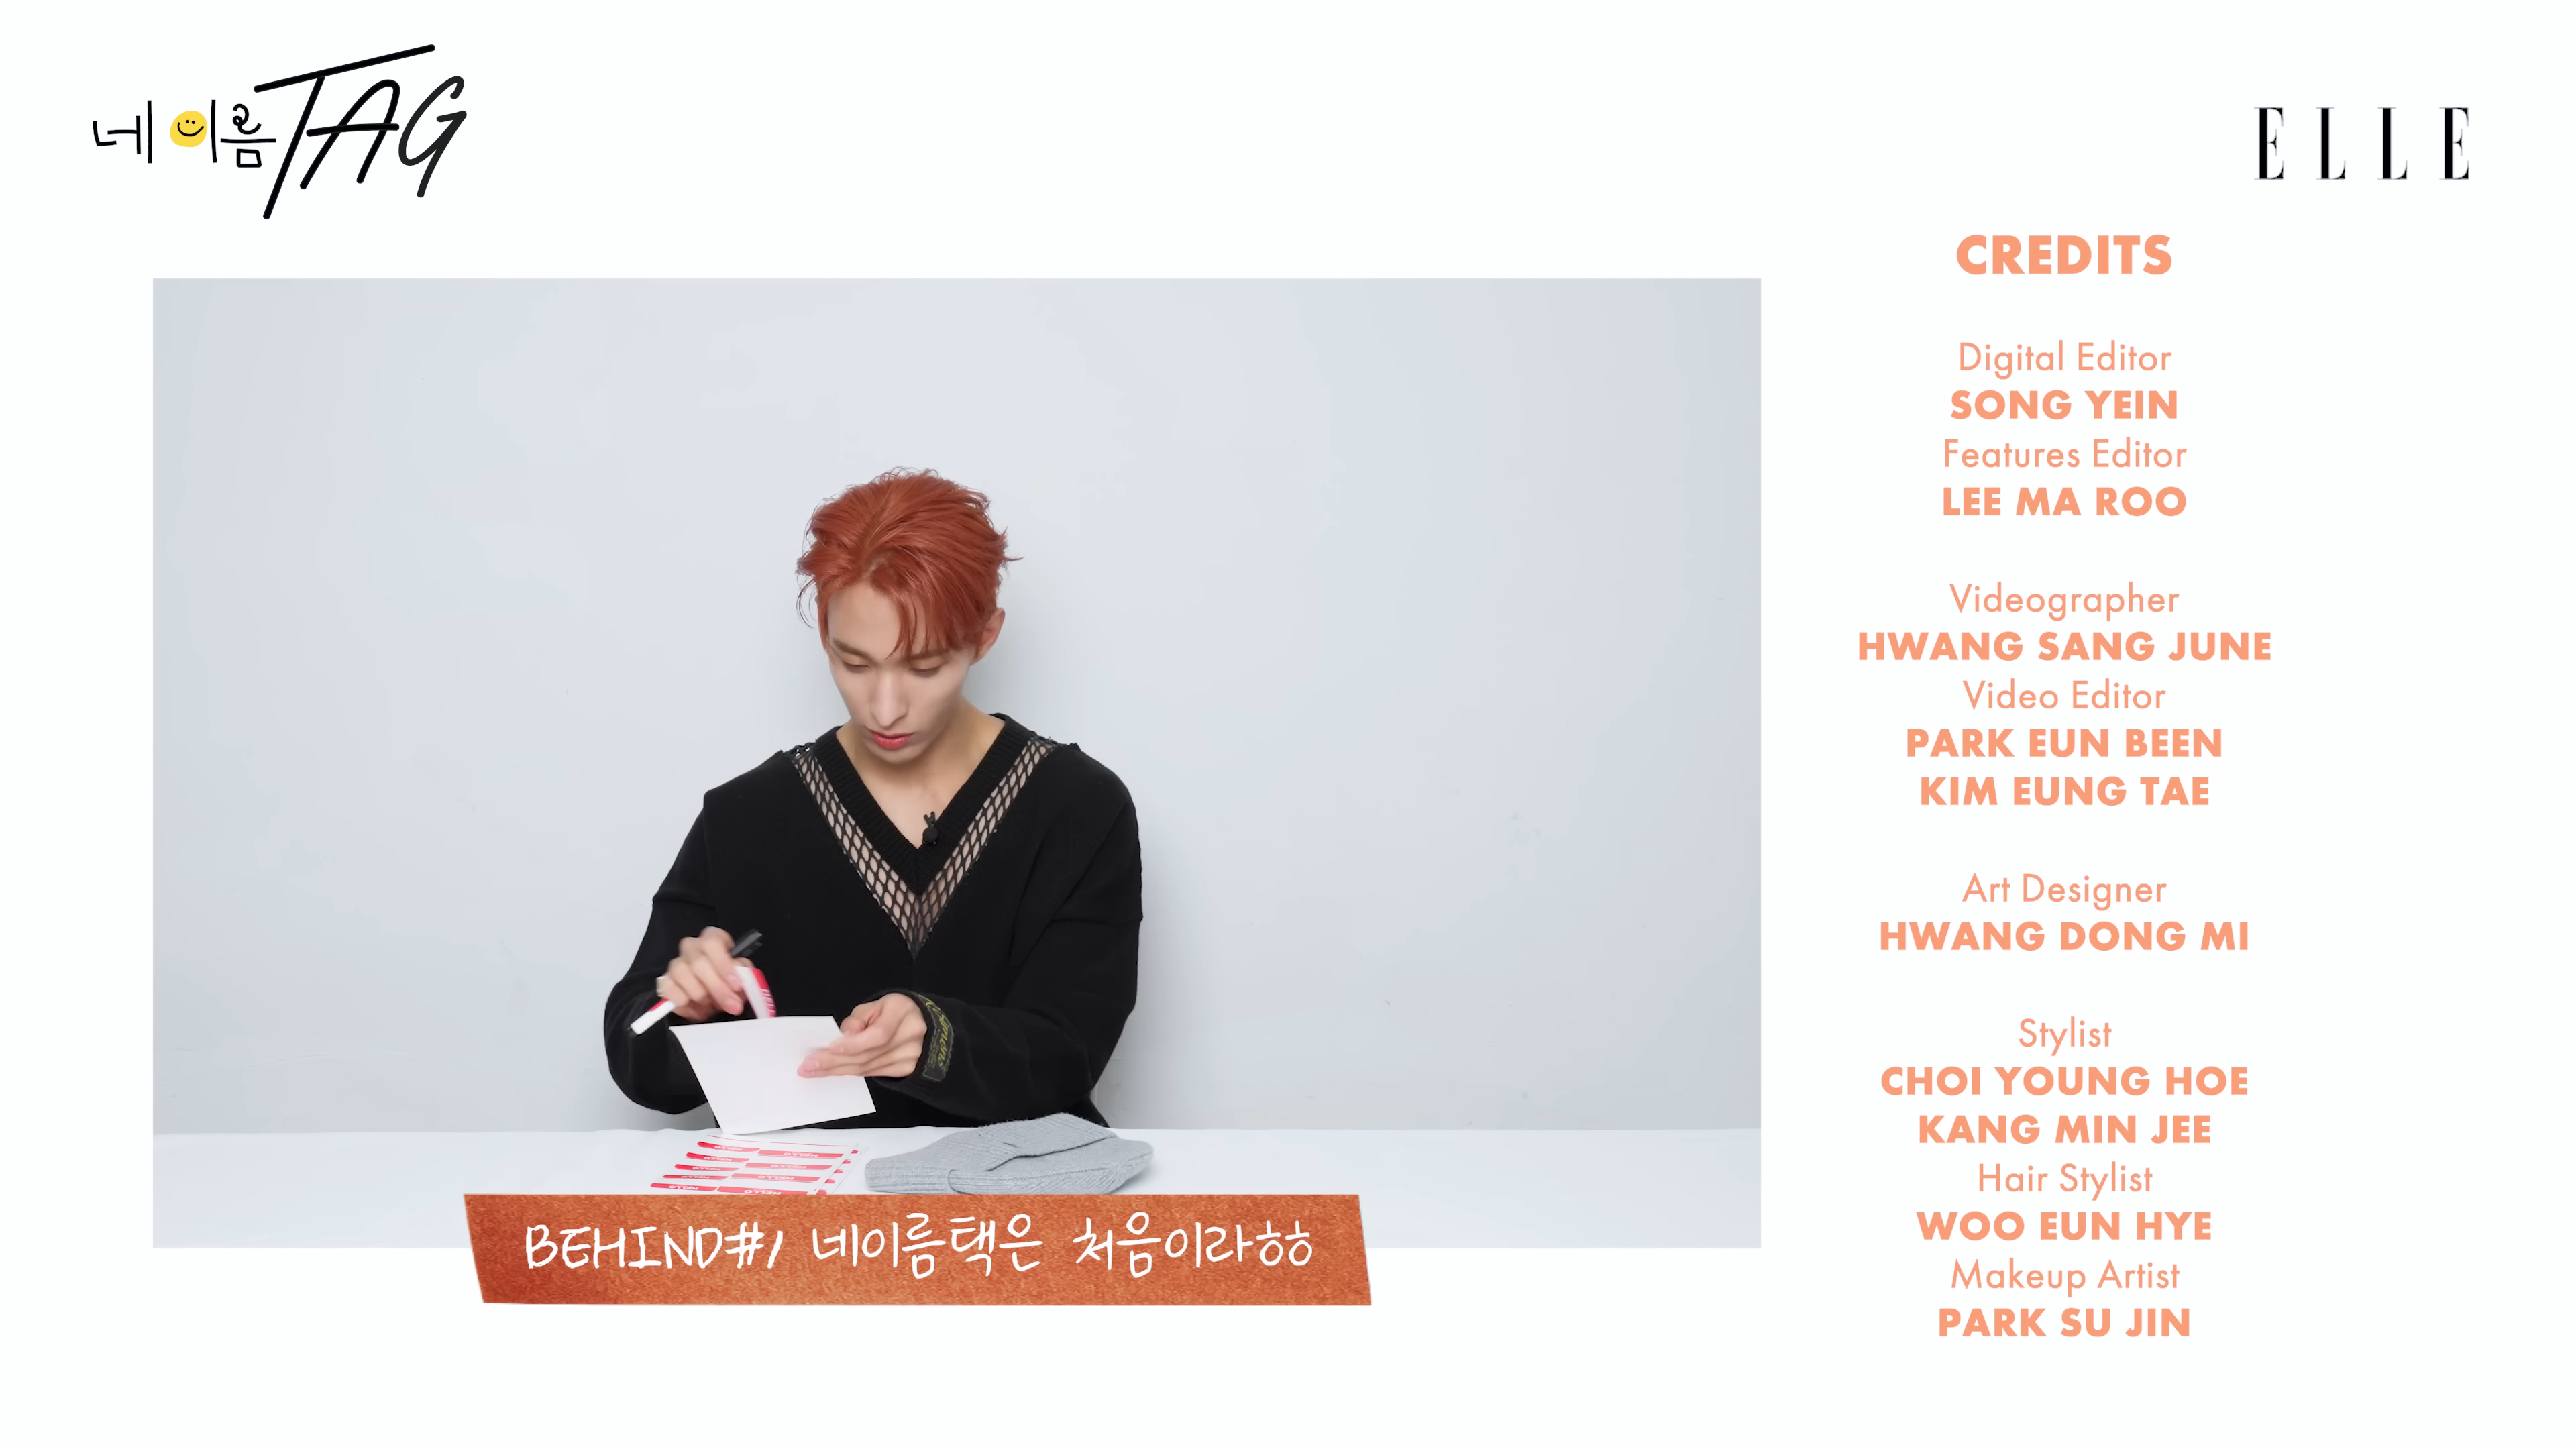 네 이름 TAG
ELLE
CREDITS
Digital Editor
SONG YEIN
Features Editor
LEE MA ROO
Videographer
HWANG SANG JUNE
Video Editor
PARK EUN BEEN
KIM EUNG TAE
Art Designer
HWANG DONG MI
Stylist
CHOI YOUNG HOE
KANG MIN JEE
Hair Stylist
WOO EUN HYE
Makeup Artist
PARK SU JIN
BEHIND#1 네이름택은 처음이라ㅎㅎ